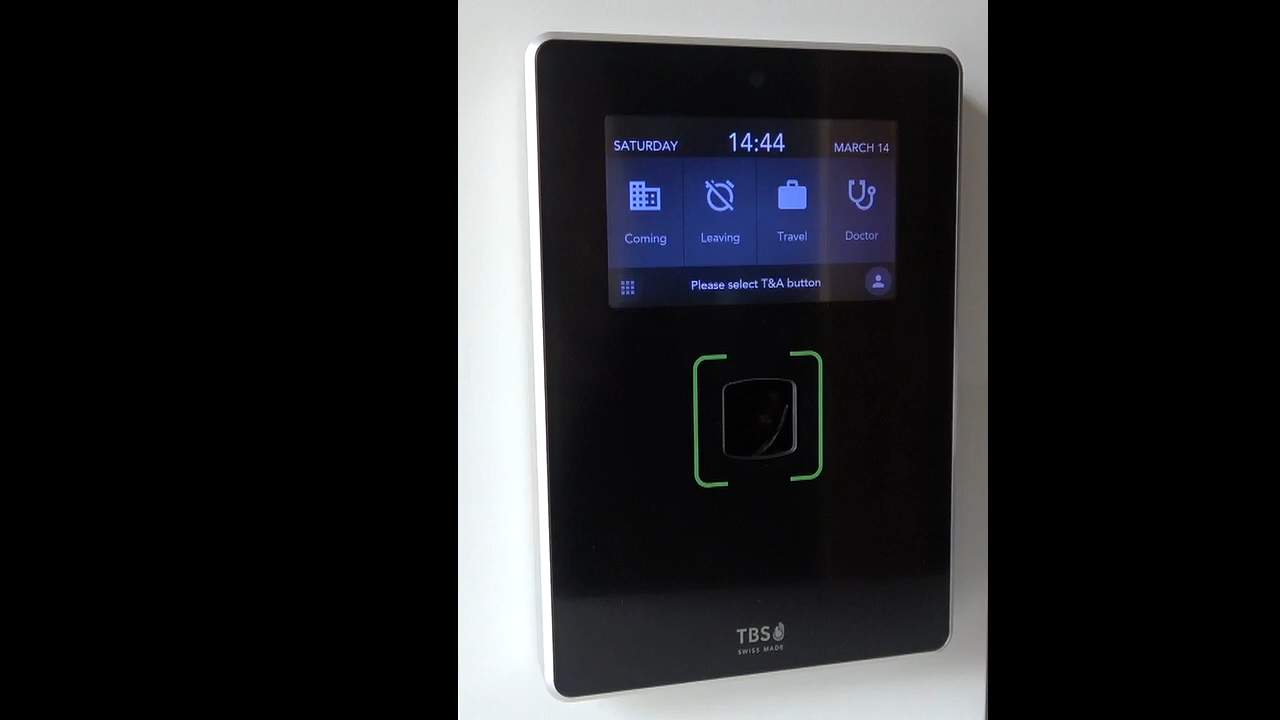 SATURDAY 14:44 MARCH 14
Coming Leaving Travel Doctor
Please select T&A button
TBS
SWISS MADE